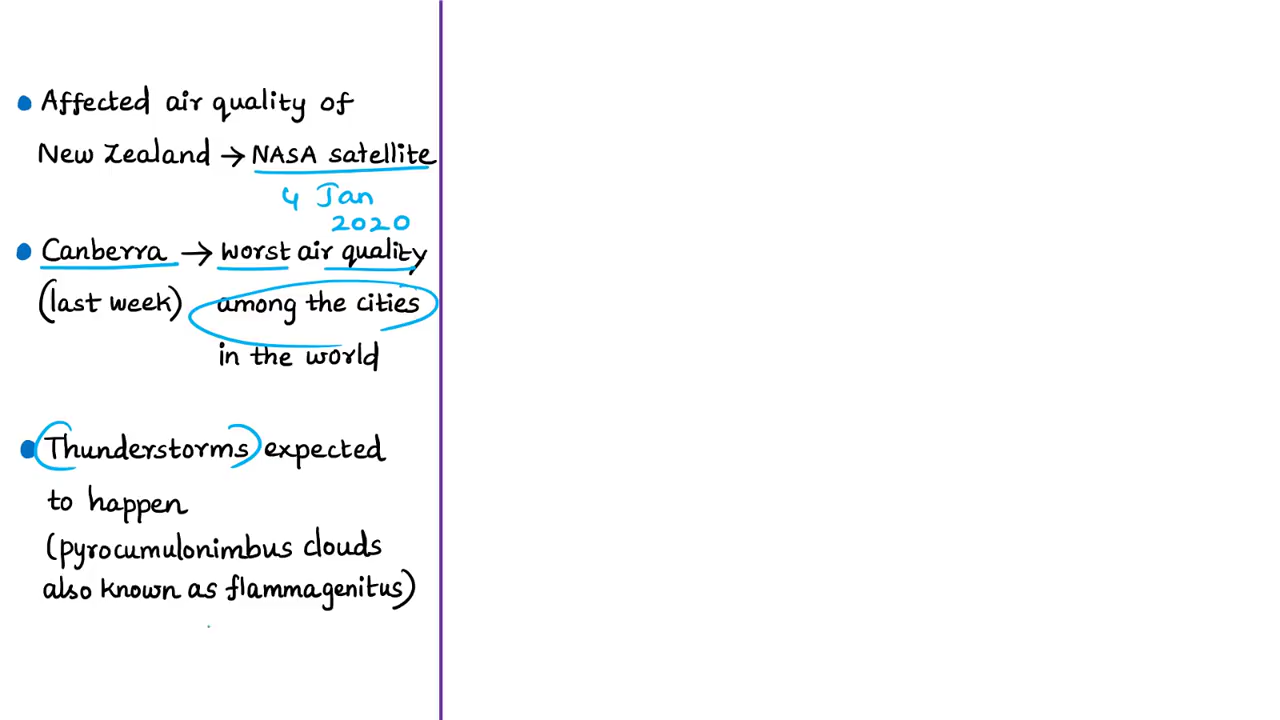 Affected air quality of
New Zealand → NASA satellite
4 Jan
2020
Canberra → worst air quality
(last week) among the cities
in the world
Thunderstorms expected
to happen
(pyrocumulonimbus clouds
also known as flammagenitus)